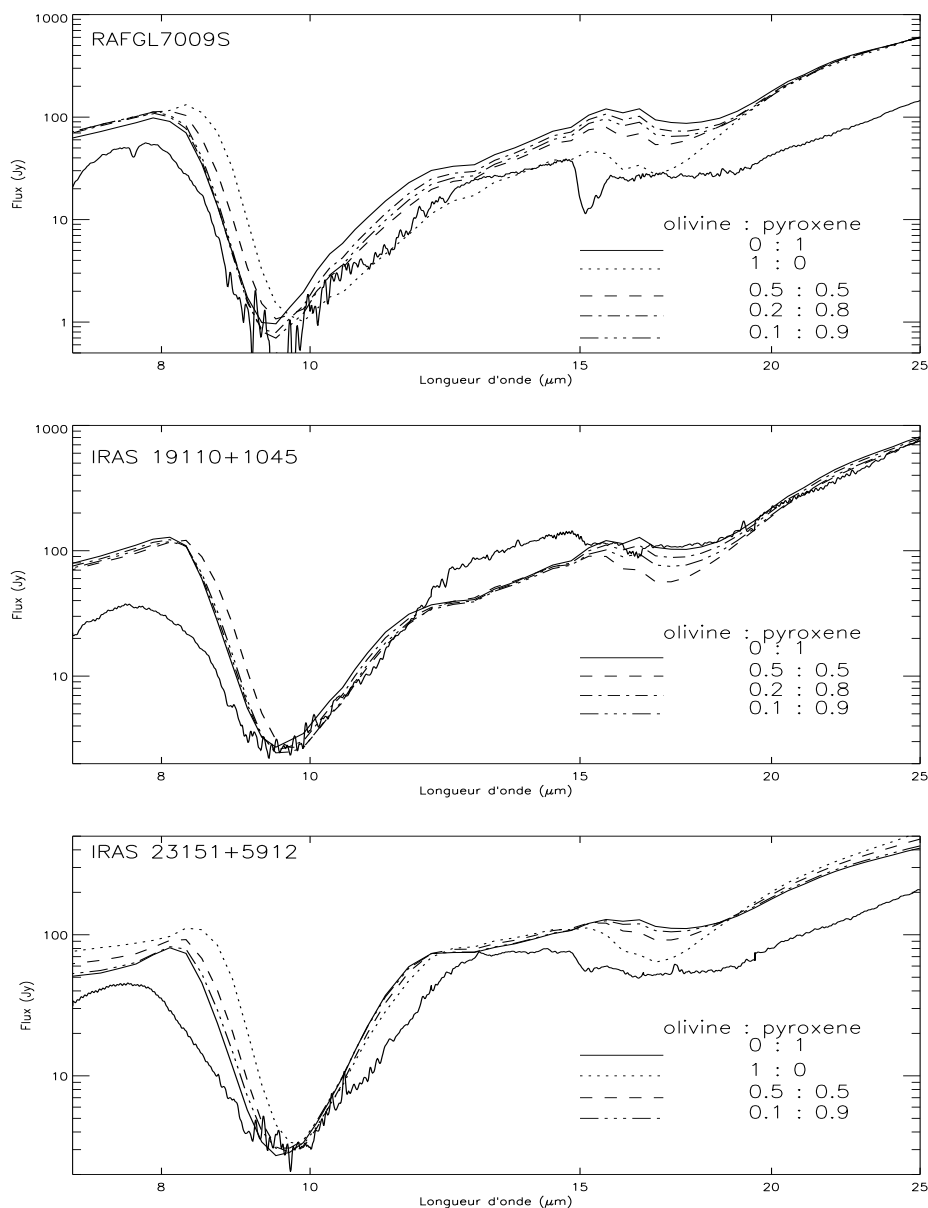 RAFGL7009S
1000
100
10
1
Flux (Jy)
olivine : pyroxene
0 : 1
1 : 0
0.5 : 0.5
0.2 : 0.8
0.1 : 0.9
8 10 15 20 25
Longueur d'onde (μm)
IRAS 19110+1045
1000
100
10
Flux (Jy)
olivine : pyroxene
0 : 1
0.5 : 0.5
0.2 : 0.8
0.1 : 0.9
8 10 15 20 25
Longueur d'onde (μm)
IRAS 23151+5912
100
10
Flux (Jy)
olivine : pyroxene
0 : 1
1 : 0
0.5 : 0.5
0.1 : 0.9
8 10 15 20 25
Longueur d'onde (μm)